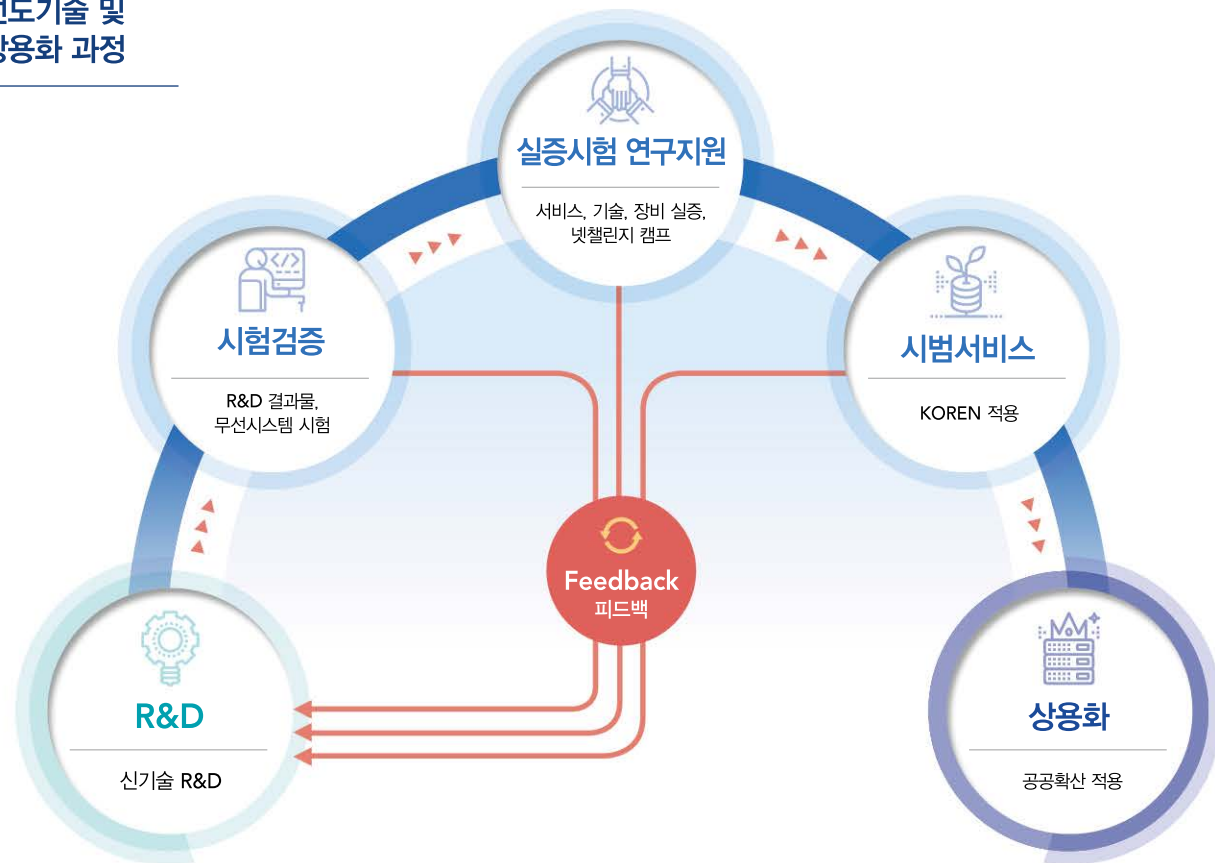 선도기술 및
상용화 과정
실증시험 연구지원
서비스, 기술, 장비 실증,
넷챌린지 캠프
시험검증
R&D 결과물,
무선시스템 시험
시범서비스
KOREN 적용
Feedback
피드백
R&D
신기술 R&D
상용화
공공확산 적용